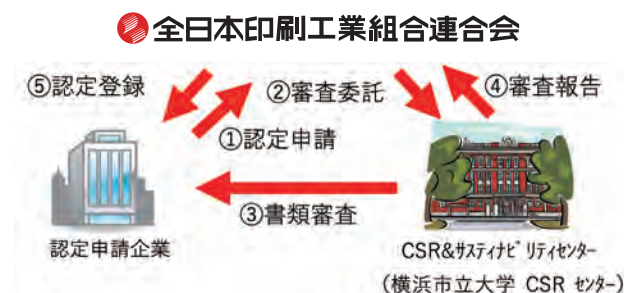 全日本印刷工業組合連合会
⑤認定登録
②審査委託
④審査報告
①認定申請
③書類審査
認定申請企業
CSR&ｻｽﾃｨﾅﾋﾞﾘﾃｨｾﾝﾀｰ
(横浜市立大学 CSR ｾﾝﾀｰ)